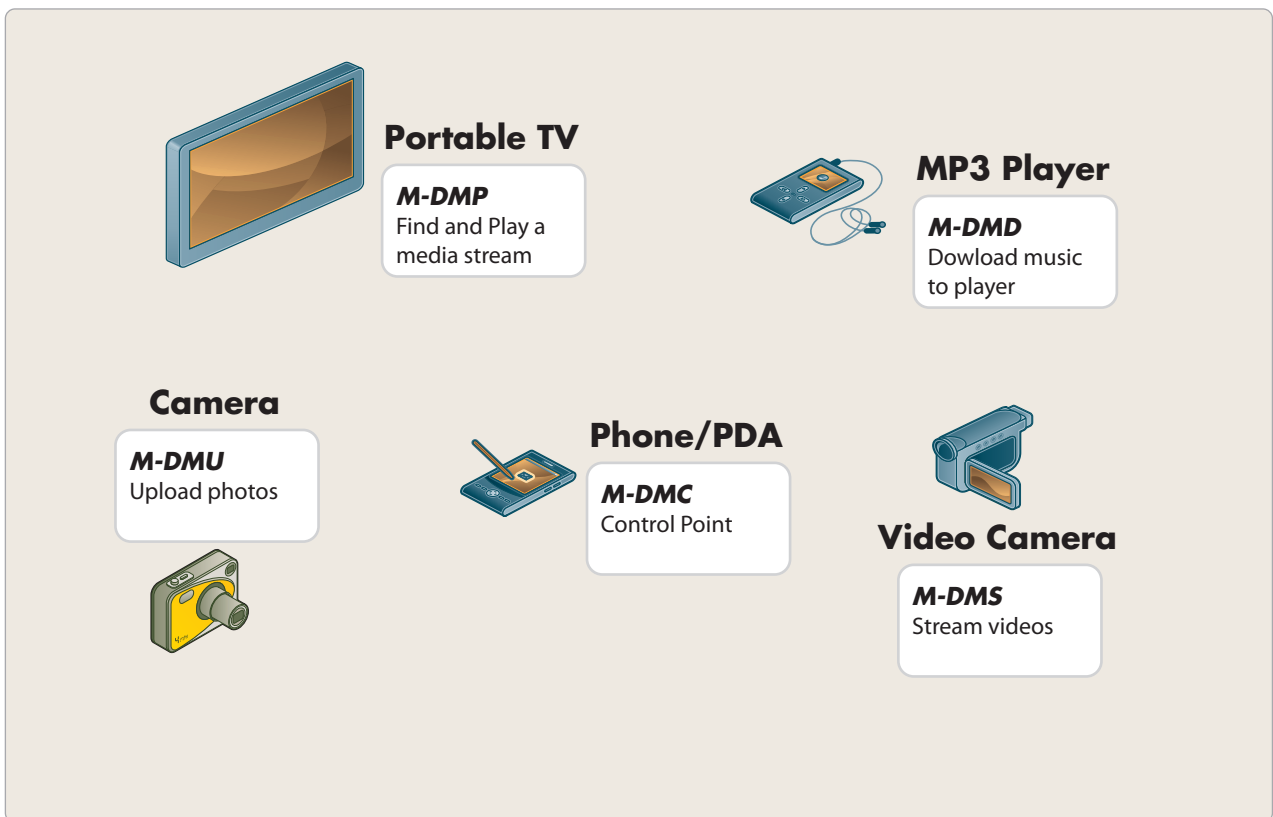 Portable TV
M-DMP
Find and Play a
media stream
MP3 Player
M-DMD
Dowload music
to player
Camera
M-DMU
Upload photos
Phone/PDA
M-DMC
Control Point
Video Camera
M-DMS
Stream videos